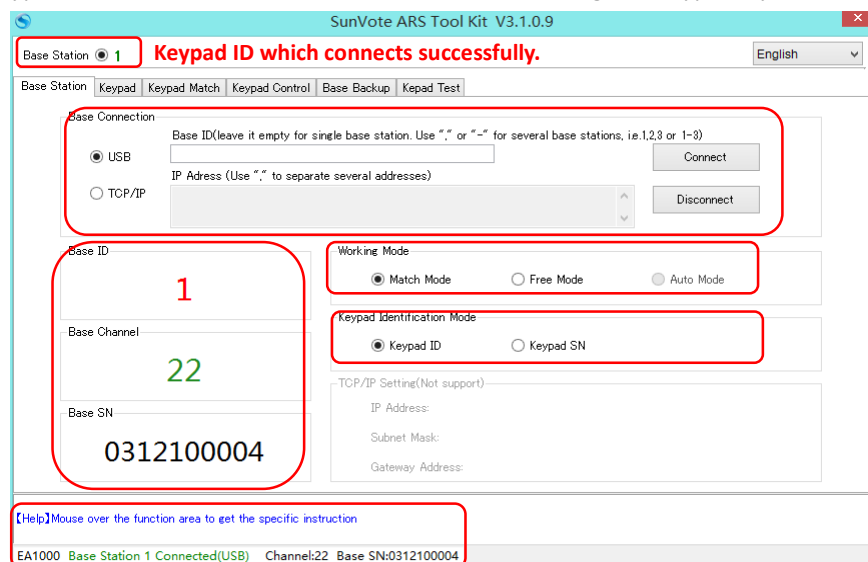 SunVote ARS Tool Kit V3.1.0.9
Base Station 1 Keypad ID which connects successfully. English
Base Station Keypad Keypad Match Keypad Control Base Backup Kepad Test
Base Connection
Base ID(leave it empty for single base station. Use "," or "-" for several base stations, i.e.1,2,3 or 1-3)
USB Connect
IP Adress (Use "," to separate several addresses)
TCP/IP Disconnect
Base ID Working Mode
1 Match Mode Free Mode Auto Mode
Keypad Identification Mode
Base Channel
Keypad ID Keypad SN
22
TCP/IP Setting(Not support)
Base SN IP Address:
Subnet Mask:
0312100004
Gateway Address:
【Help】Mouse over the function area to get the specific instruction
EA1000 Base Station 1 Connected(USB) Channel:22 Base SN:0312100004